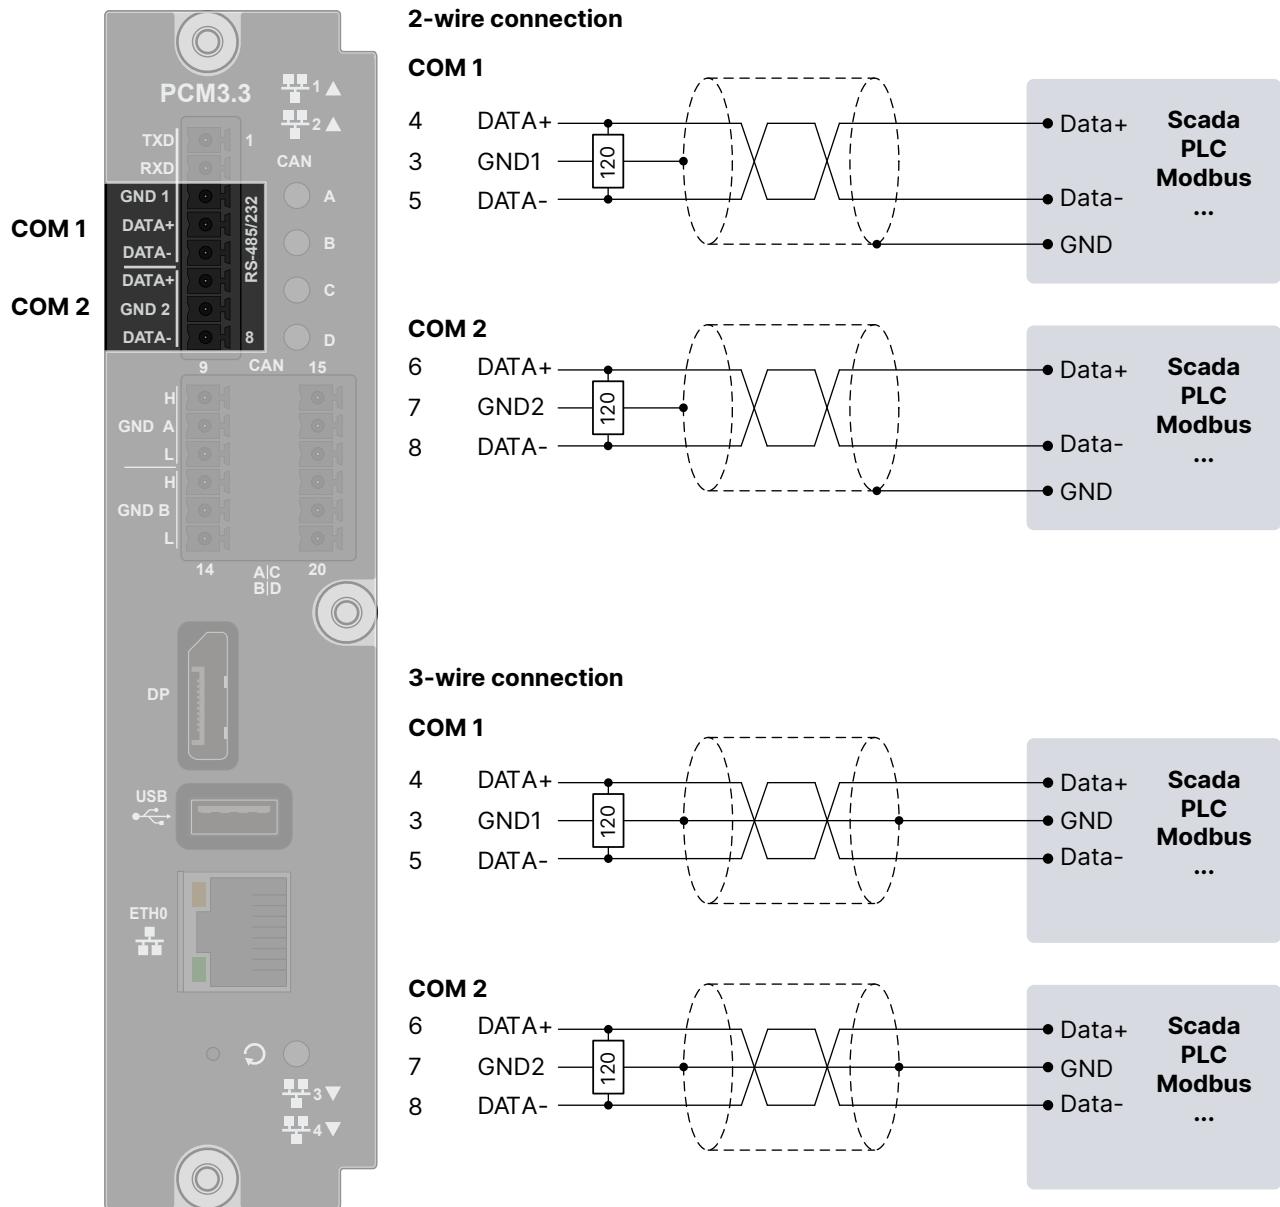 2-wire connection
COM 1
4 DATA+
3 GND1
5 DATA-
120
Data+
Data-
GND
Scada
PLC
Modbus
...
COM 2
6 DATA+
7 GND2
8 DATA-
120
Data+
Data-
GND
Scada
PLC
Modbus
...
3-wire connection
COM 1
4 DATA+
3 GND1
5 DATA-
120
Data+
GND
Data-
Scada
PLC
Modbus
...
COM 2
6 DATA+
7 GND2
8 DATA-
120
Data+
GND
Data-
Scada
PLC
Modbus
...
COM 1
COM 2
PCM3.3
1
2
TXD 1
RXD
GND 1
DATA+
DATA-
DATA+
GND 2
DATA- 8
RS-485/232
CAN
A
B
C
D
9 CAN 15
H
GND A
L
H
GND B
L
14 A|C 20
B|D
DP
USB
ETH0
3
4